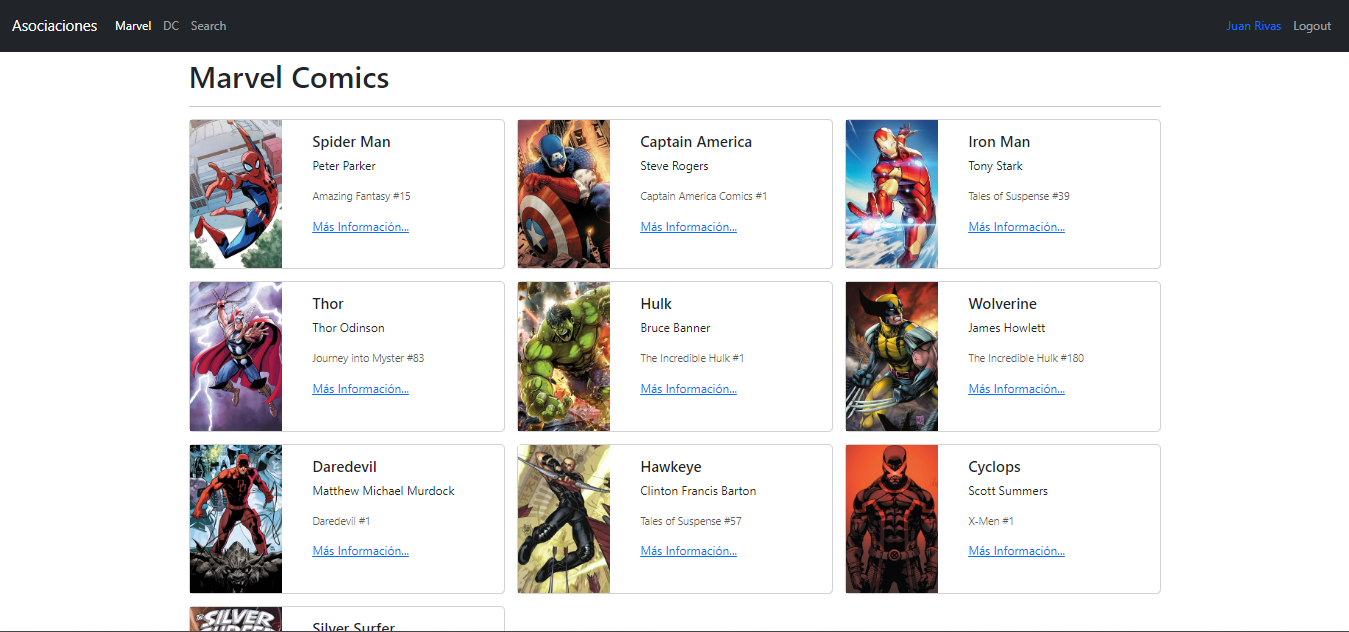 Asociaciones Marvel DC Search Juan Rivas Logout
Marvel Comics
Spider Man
Peter Parker
Amazing Fantasy #15
Más Información...
Captain America
Steve Rogers
Captain America Comics #1
Más Información...
Iron Man
Tony Stark
Tales of Suspense #39
Más Información...
Thor
Thor Odinson
Journey into Myster #83
Más Información...
Hulk
Bruce Banner
The Incredible Hulk #1
Más Información...
Wolverine
James Howlett
The Incredible Hulk #180
Más Información...
Daredevil
Matthew Michael Murdock
Daredevil #1
Más Información...
Hawkeye
Clinton Francis Barton
Tales of Suspense #57
Más Información...
Cyclops
Scott Summers
X-Men #1
Más Información...
SILVER
Silver Surfer